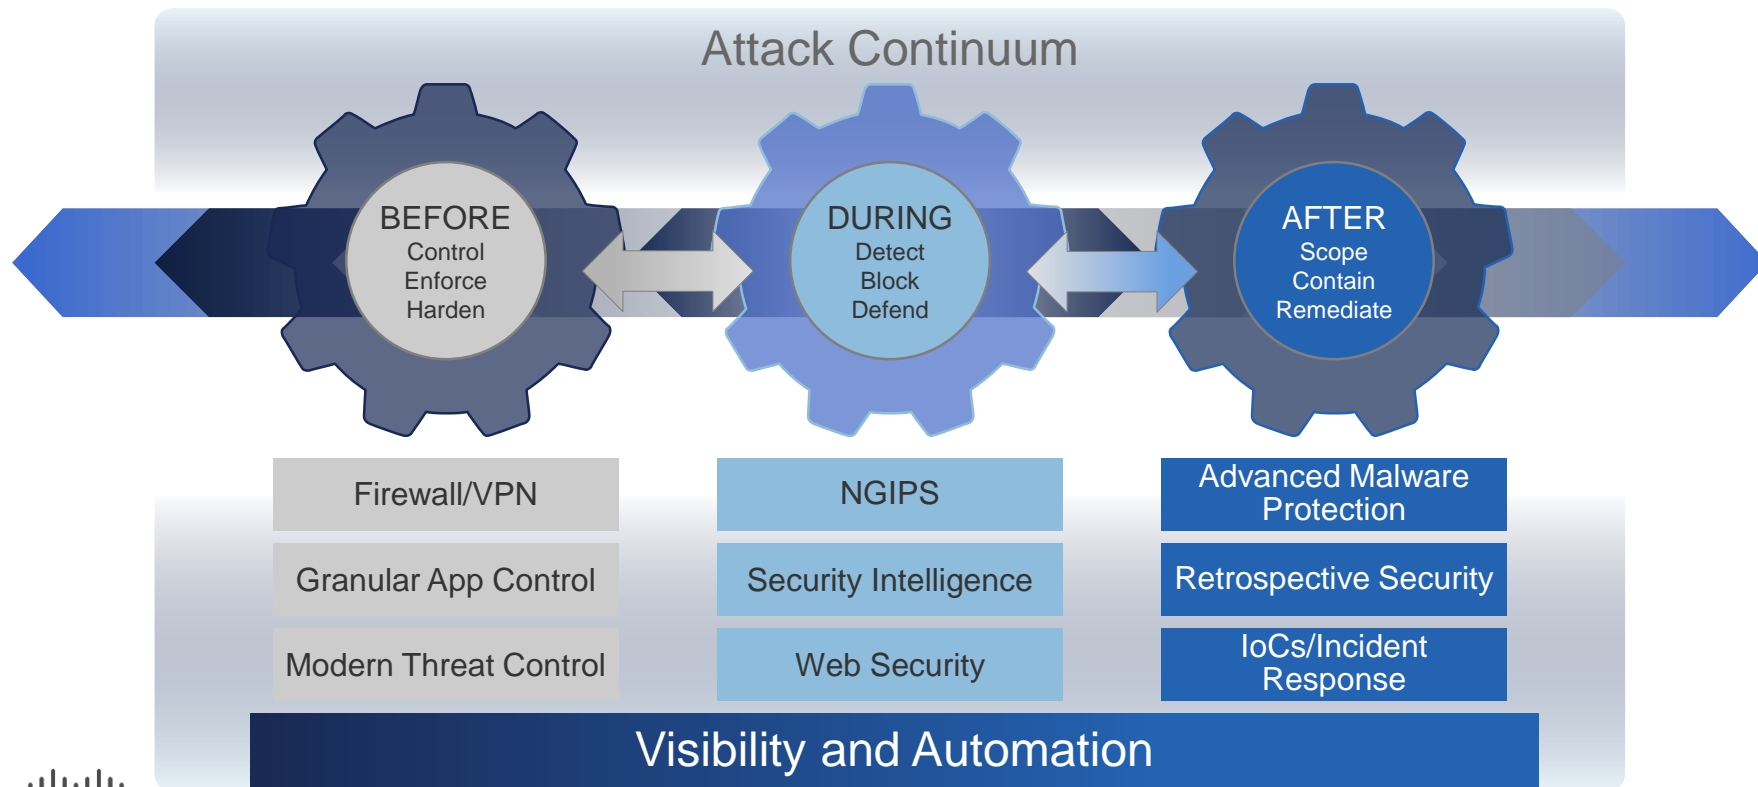 Attack Continuum
BEFORE
Control
Enforce
Harden
DURING
Detect
Block
Defend
AFTER
Scope
Contain
Remediate
Firewall/VPN
Granular App Control
Modern Threat Control
NGIPS
Security Intelligence
Web Security
Advanced Malware
Protection
Retrospective Security
IoCs/Incident
Response
Visibility and Automation